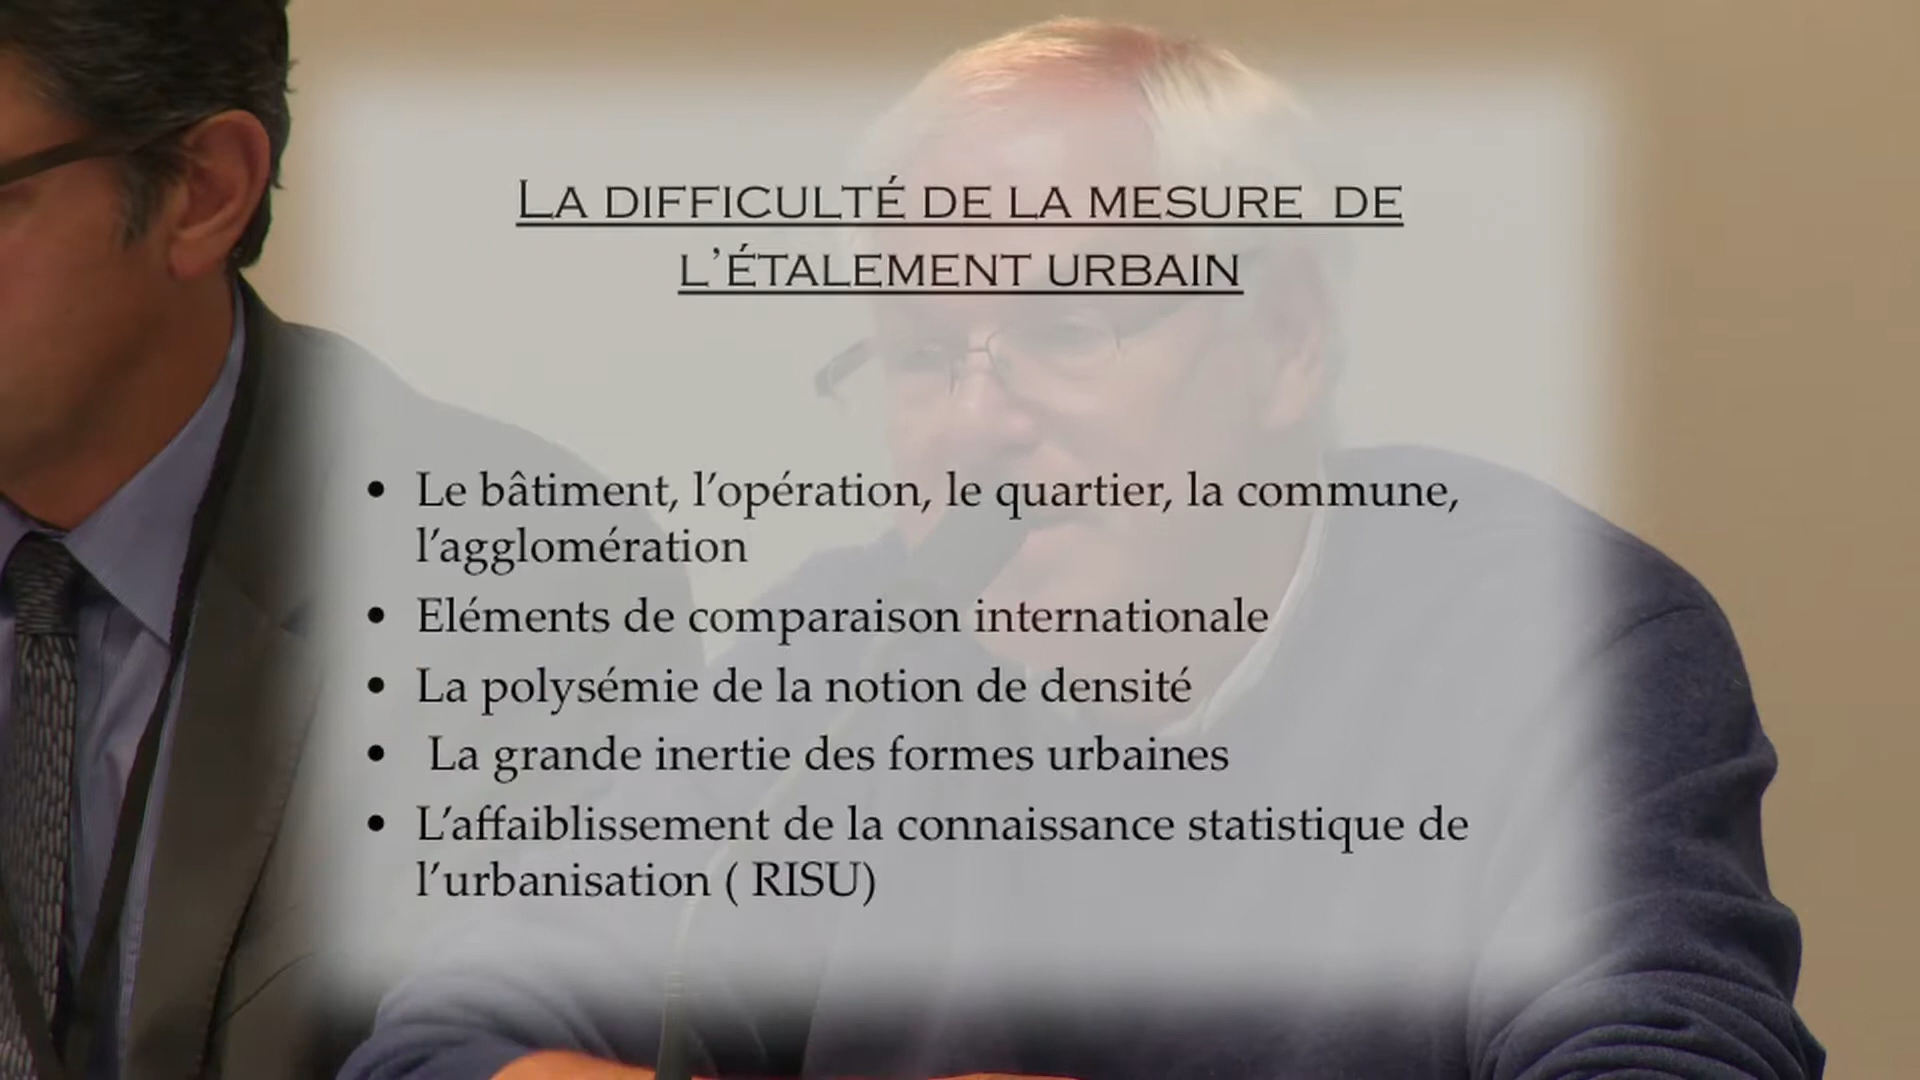 LA DIFFICULTÉ DE LA MESURE DE
L'ÉTALEMENT URBAIN
• Le bâtiment, l'opération, le quartier, la commune,
l'agglomération
• Eléments de comparaison internationale
• La polysémie de la notion de densité
• La grande inertie des formes urbaines
• L'affaiblissement de la connaissance statistique de
l'urbanisation ( RISU)